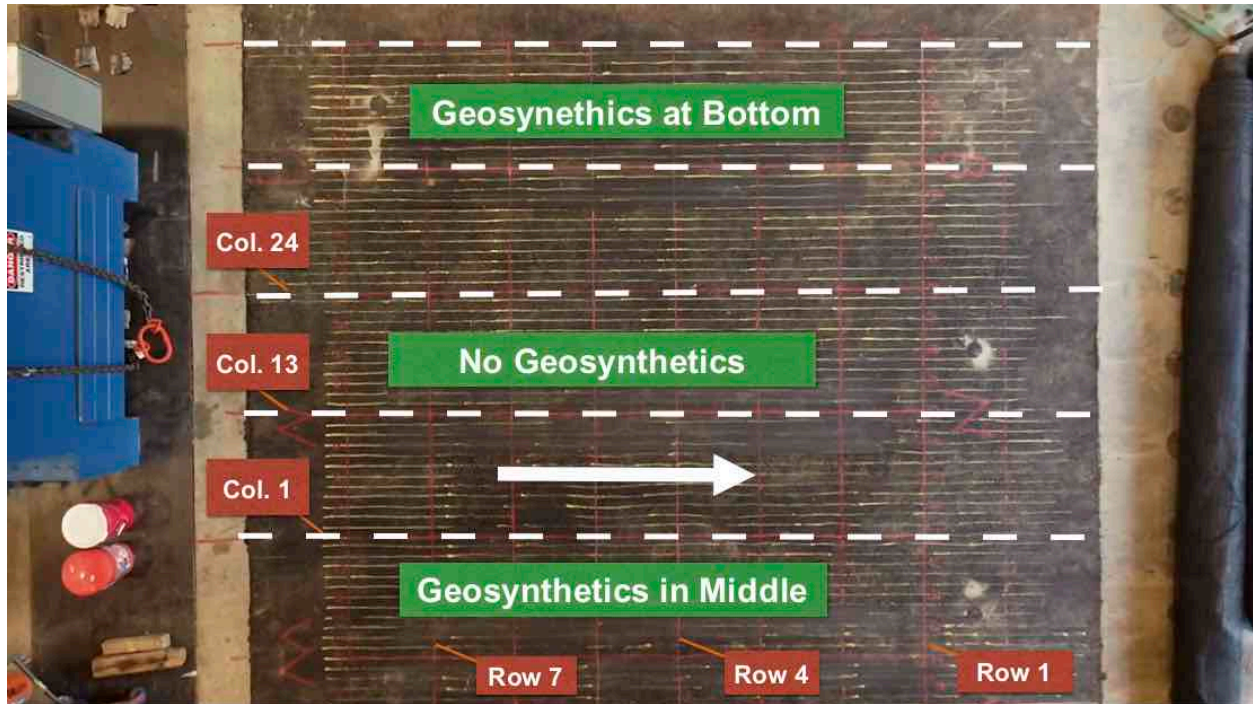 Geosynethics at Bottom
Col. 24
No Geosynthetics
Col. 13
Col. 1
Geosynthetics in Middle
Row 7
Row 4
Row 1